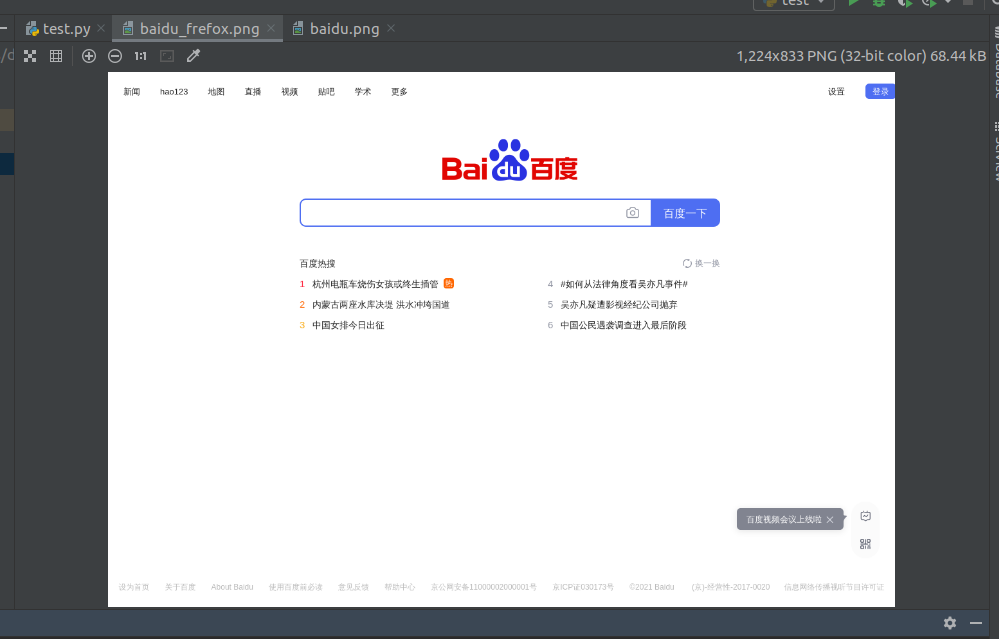 test
test.py baidu_frefox.png baidu.png
1:1 1,224x833 PNG (32-bit color) 68.44 kB
新闻 hao123 地图 直播 视频 贴吧 学术 更多 设置 登录
Bai du 百度
百度一下
百度热搜 换一换
1 杭州电瓶车烧伤女孩或终生插管 热 4 #如何从法律角度看吴亦凡事件#
2 内蒙古两座水库决堤 洪水冲垮国道 5 吴亦凡疑遭影视经纪公司抛弃
3 中国女排今日出征 6 中国公民遇袭调查进入最后阶段
百度视频会议上线啦
设为首页 关于百度 About Baidu 使用百度前必读 意见反馈 帮助中心 京公网安备11000002000001号 京ICP证030173号 ©2021 Baidu (京)-经营性-2017-0020 信息网络传播视听节目许可证